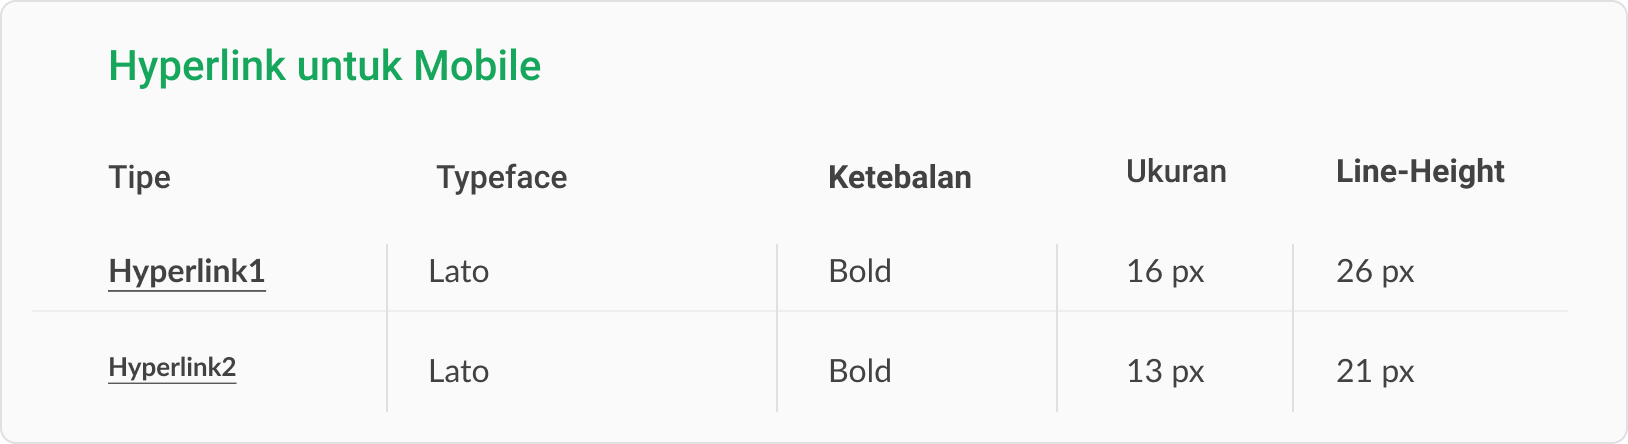 Hyperlink untuk Mobile
Tipe Typeface Ketebalan Ukuran Line-Height
Hyperlink1 Lato Bold 16 px 26 px
Hyperlink2 Lato Bold 13 px 21 px